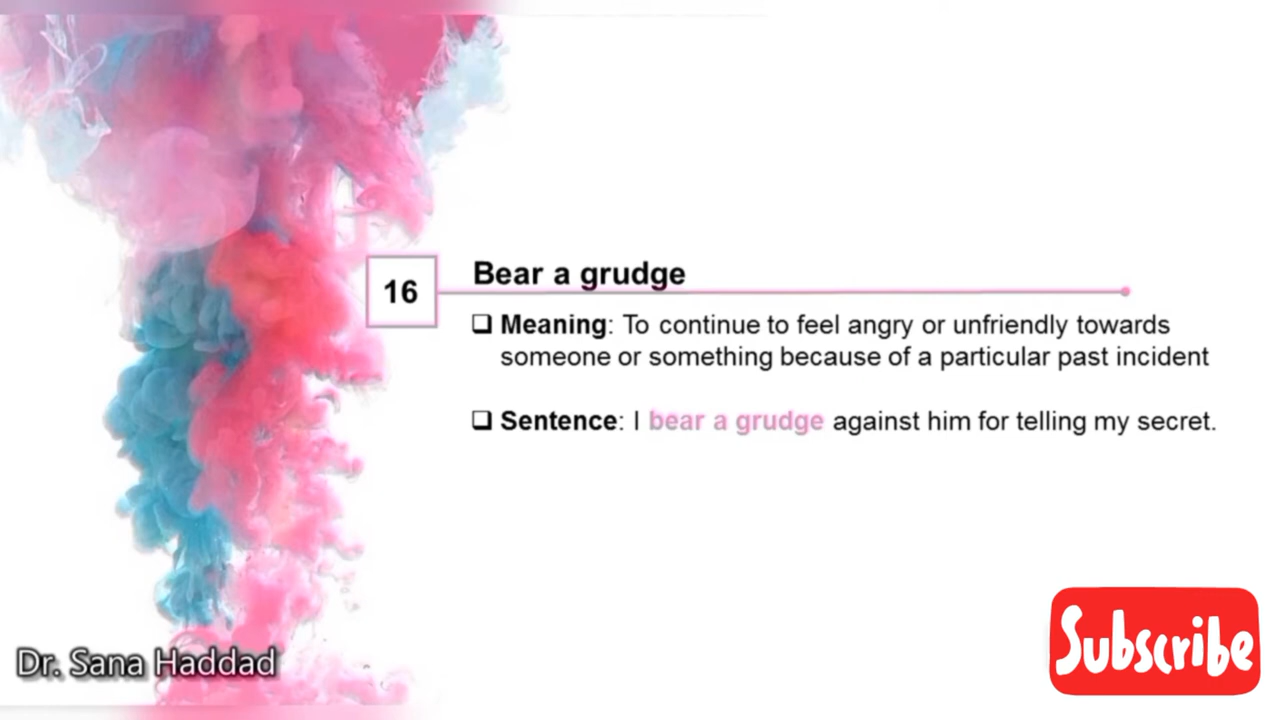 16
Bear a grudge
❑ Meaning: To continue to feel angry or unfriendly towards
someone or something because of a particular past incident
❑ Sentence: I bear a grudge against him for telling my secret.
Dr. Sana Haddad
Subscribe